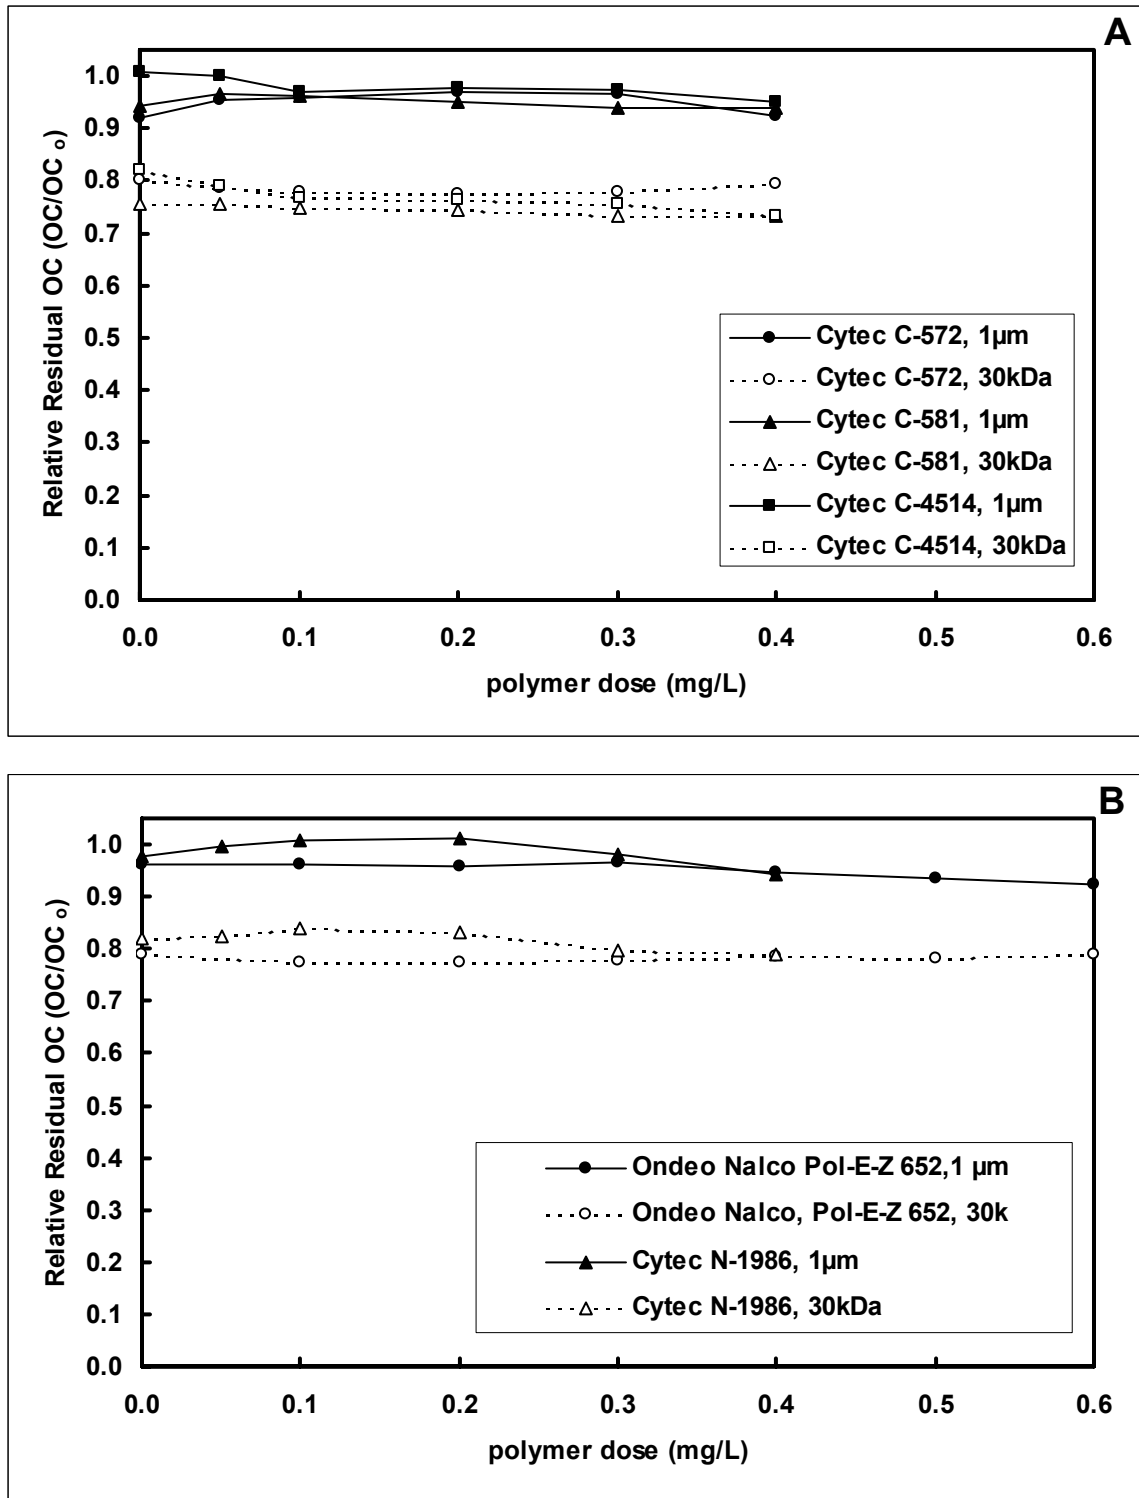 A
Relative Residual OC (OC/OC o)
1.0
0.9
0.8
0.7
0.6
0.5
0.4
0.3
0.2
0.1
0.0
Cytec C-572, 1µm
Cytec C-572, 30kDa
Cytec C-581, 1µm
Cytec C-581, 30kDa
Cytec C-4514, 1µm
Cytec C-4514, 30kDa
0.0 0.1 0.2 0.3 0.4 0.5 0.6
polymer dose (mg/L)
B
Relative Residual OC (OC/OC o)
1.0
0.9
0.8
0.7
0.6
0.5
0.4
0.3
0.2
0.1
0.0
Ondeo Nalco Pol-E-Z 652,1 µm
Ondeo Nalco, Pol-E-Z 652, 30k
Cytec N-1986, 1µm
Cytec N-1986, 30kDa
0.0 0.1 0.2 0.3 0.4 0.5 0.6
polymer dose (mg/L)